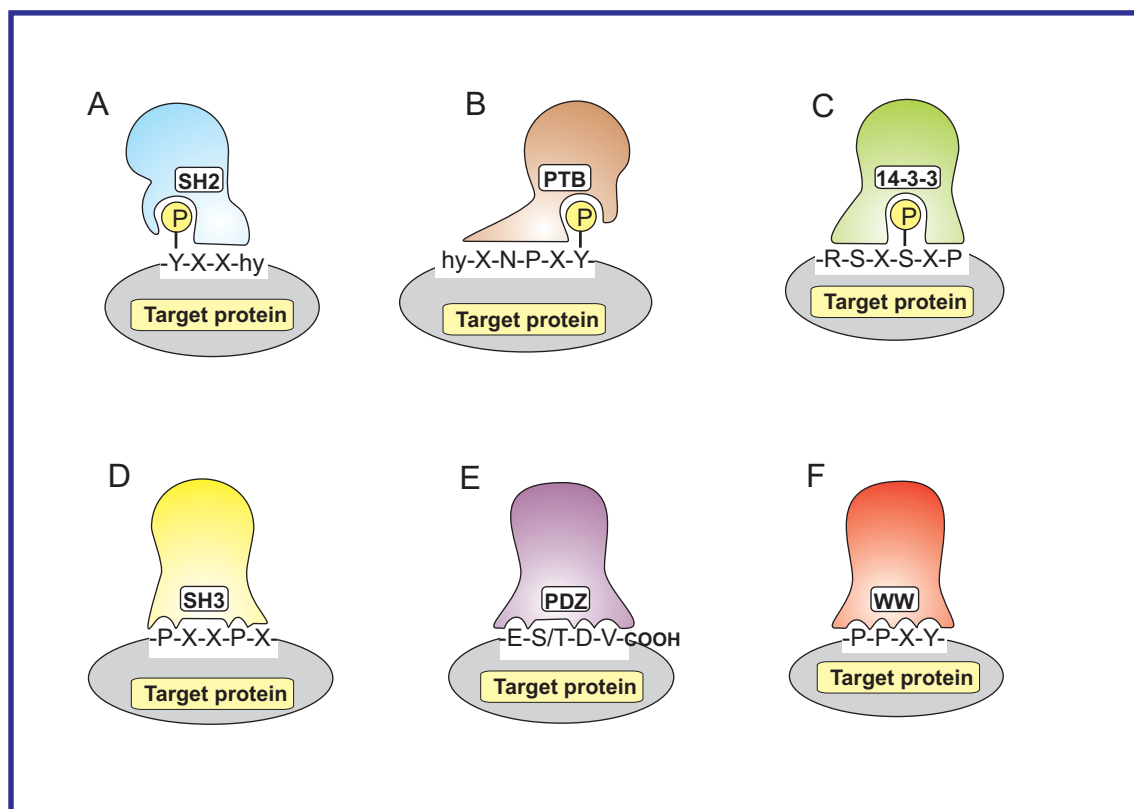 A
SH2
P
-Y-X-X-hy
Target protein
B
PTB
P
hy-X-N-P-X-Y-
Target protein
C
14-3-3
P
-R-S-X-S-X-P
Target protein
D
SH3
-P-X-X-P-X-
Target protein
E
PDZ
-E-S/T-D-V-COOH
Target protein
F
WW
-P-P-X-Y-
Target protein